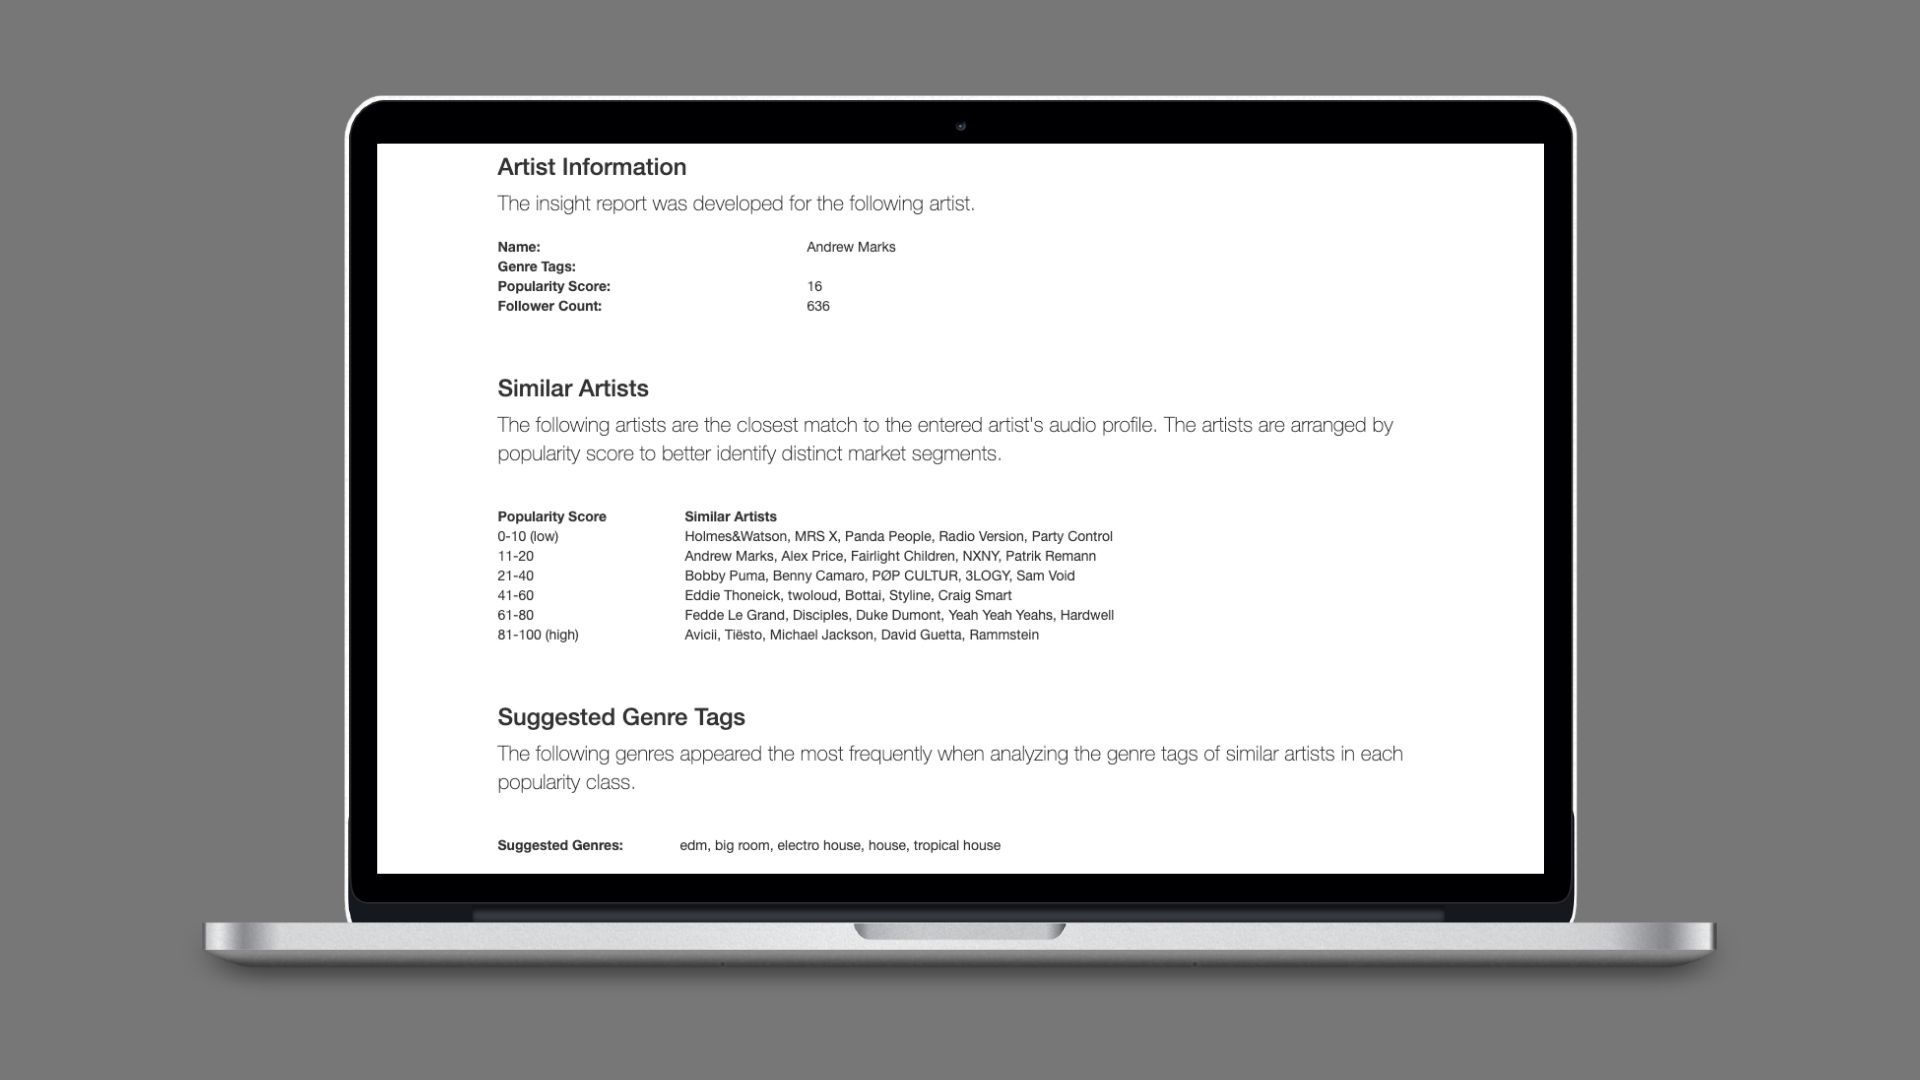 Artist Information
The insight report was developed for the following artist.
Name: Andrew Marks
Genre Tags:
Popularity Score: 16
Follower Count: 636
Similar Artists
The following artists are the closest match to the entered artist's audio profile. The artists are arranged by
popularity score to better identify distinct market segments.
Popularity Score Similar Artists
0-10 (low) Holmes&Watson, MRS X, Panda People, Radio Version, Party Control
11-20 Andrew Marks, Alex Price, Fairlight Children, NXNY, Patrik Remann
21-40 Bobby Puma, Benny Camaro, PØP CULTUR, 3LOGY, Sam Void
41-60 Eddie Thoneick, twoloud, Bottai, Styline, Craig Smart
61-80 Fedde Le Grand, Disciples, Duke Dumont, Yeah Yeah Yeahs, Hardwell
81-100 (high) Avicii, Tiësto, Michael Jackson, David Guetta, Rammstein
Suggested Genre Tags
The following genres appeared the most frequently when analyzing the genre tags of similar artists in each
popularity class.
Suggested Genres: edm, big room, electro house, house, tropical house